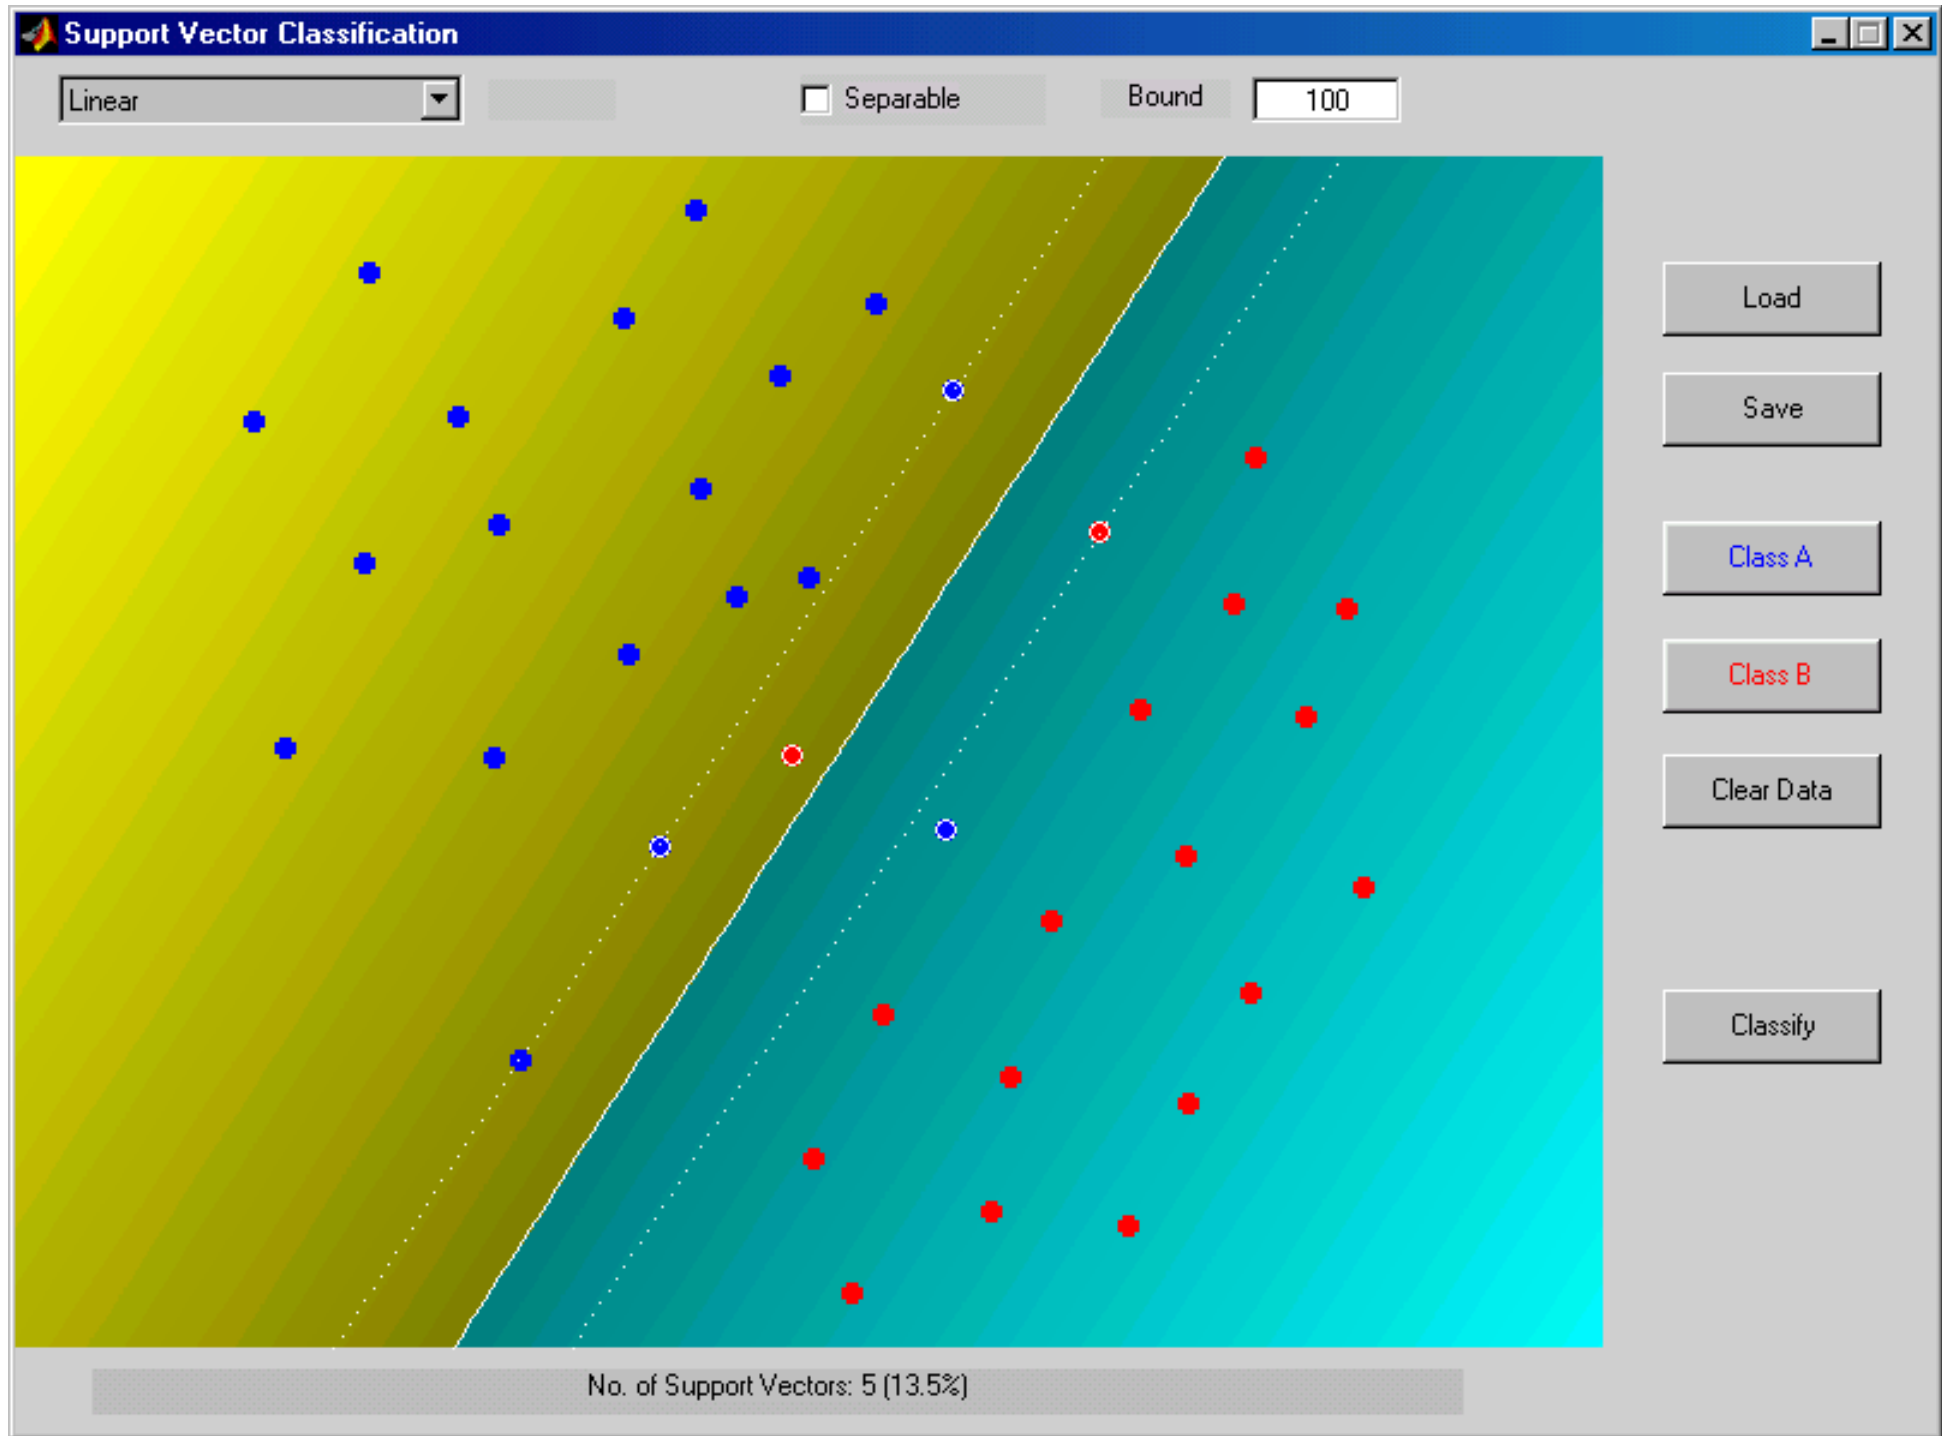 Support Vector Classification
Linear
Separable
Bound
100
Load
Save
Class A
Class B
Clear Data
Classify
No. of Support Vectors: 5 (13.5%)